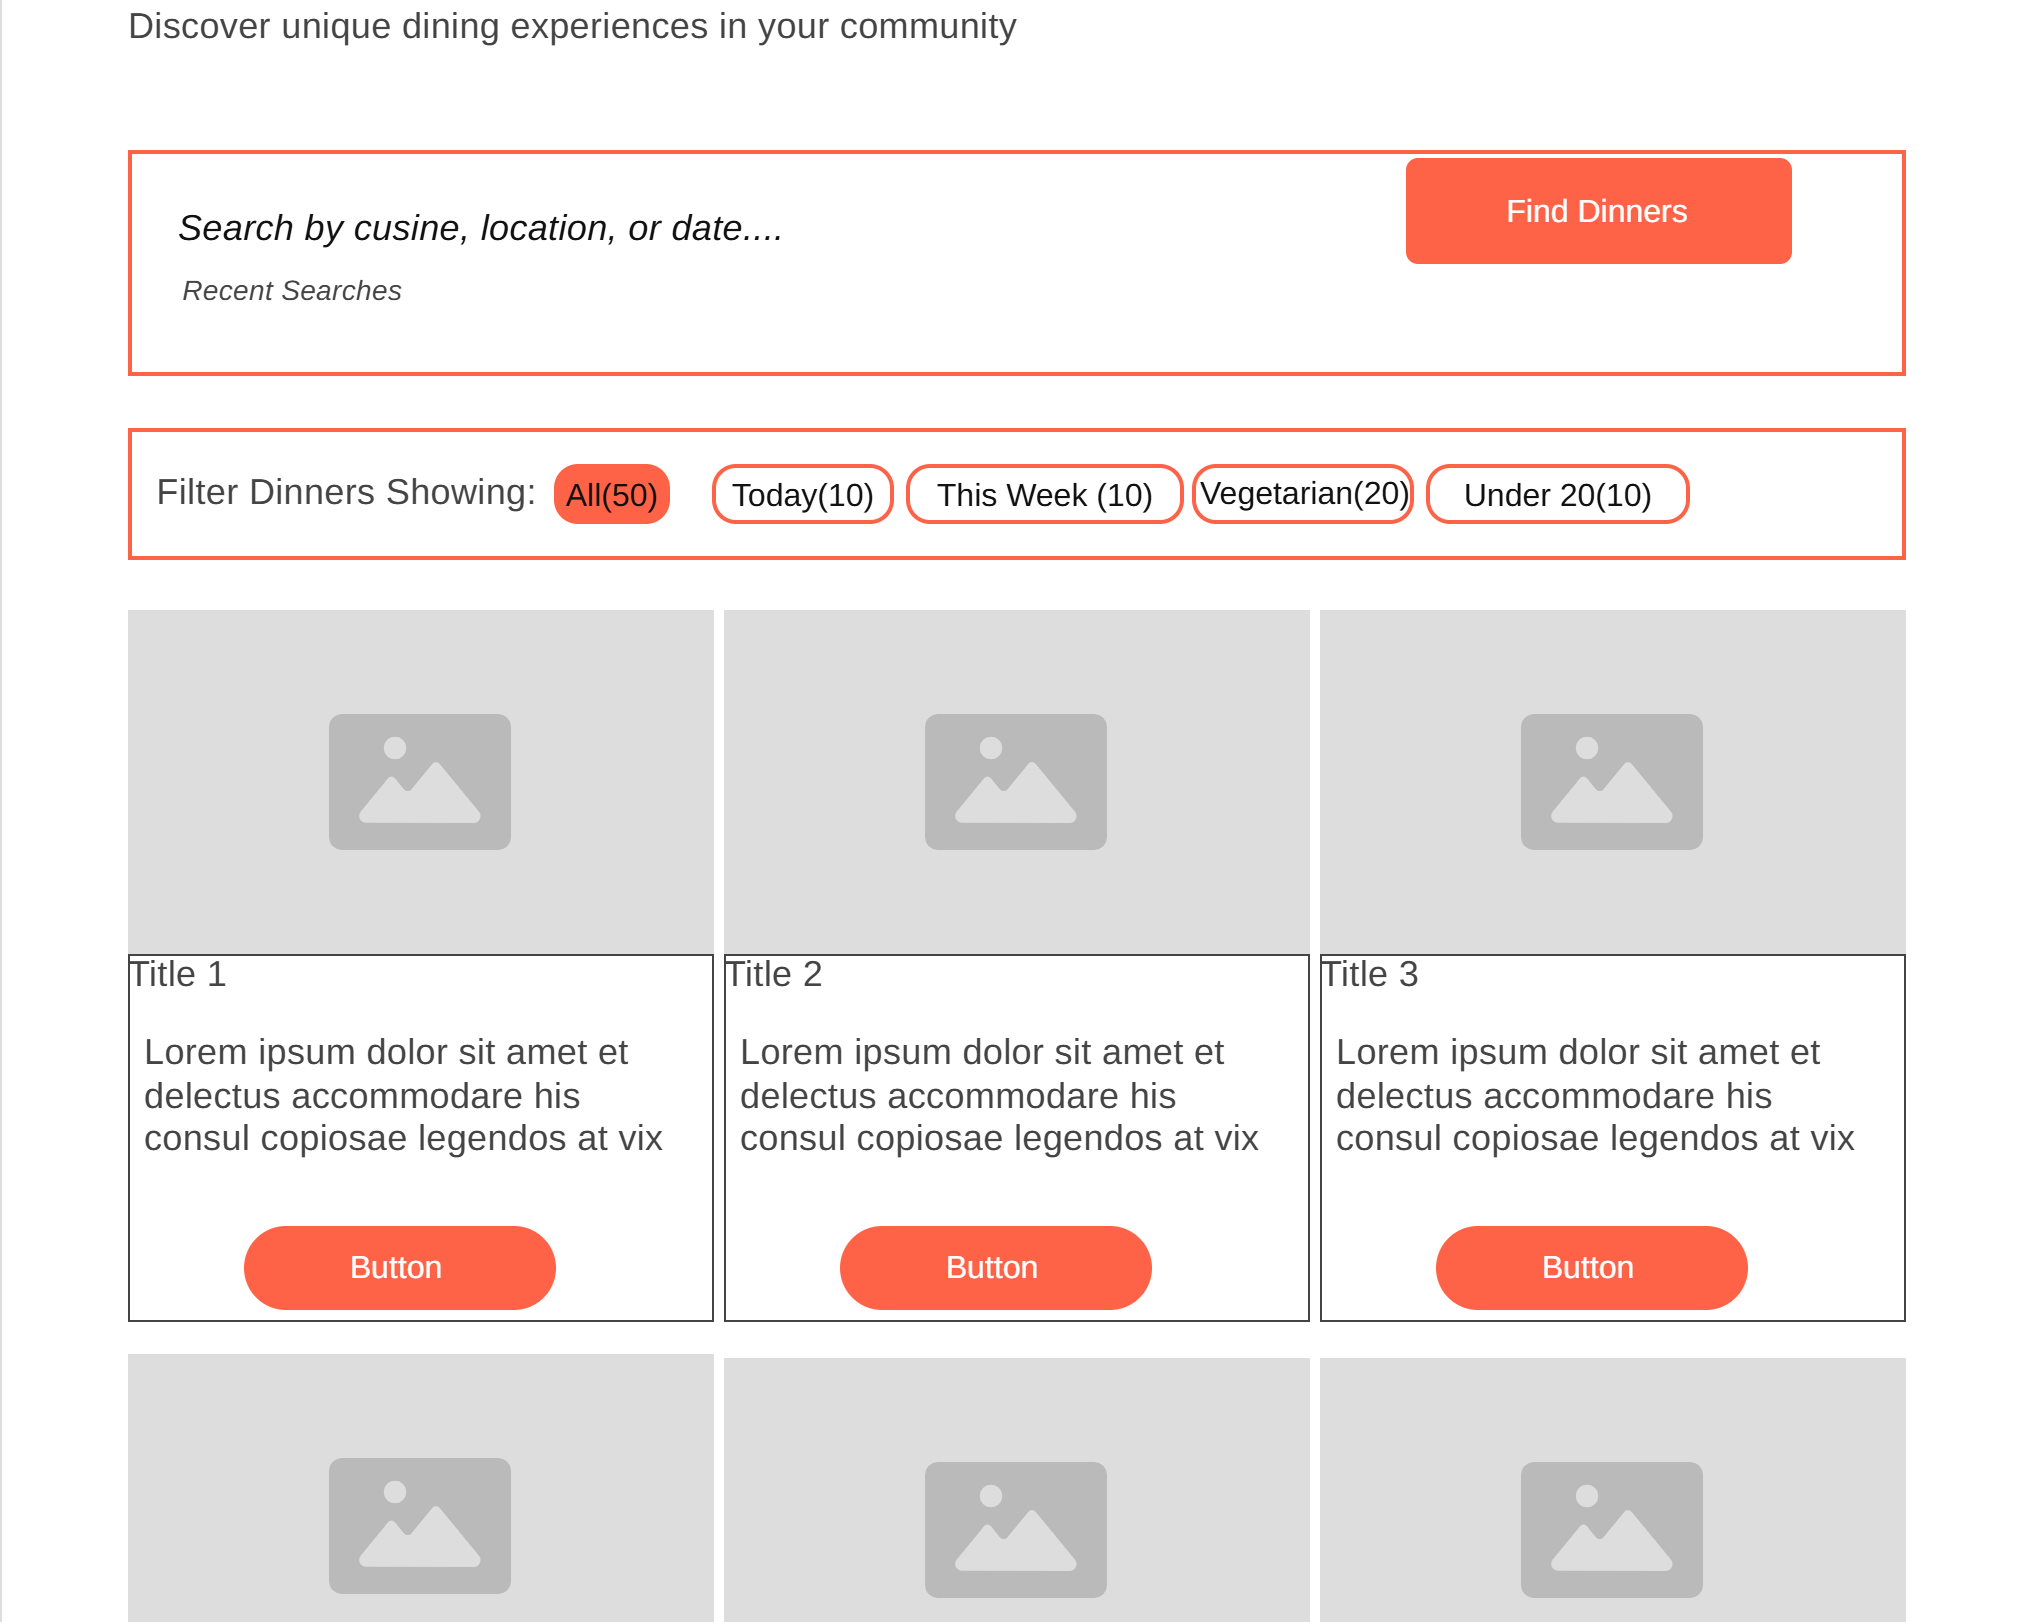 Discover unique dining experiences in your community
Search by cusine, location, or date....
Find Dinners
Recent Searches
Filter Dinners Showing: All(50) Today(10) This Week (10) Vegetarian(20) Under 20(10)
Title 1
Lorem ipsum dolor sit amet et
delectus accommodare his
consul copiosae legendos at vix
Button
Title 2
Lorem ipsum dolor sit amet et
delectus accommodare his
consul copiosae legendos at vix
Button
Title 3
Lorem ipsum dolor sit amet et
delectus accommodare his
consul copiosae legendos at vix
Button